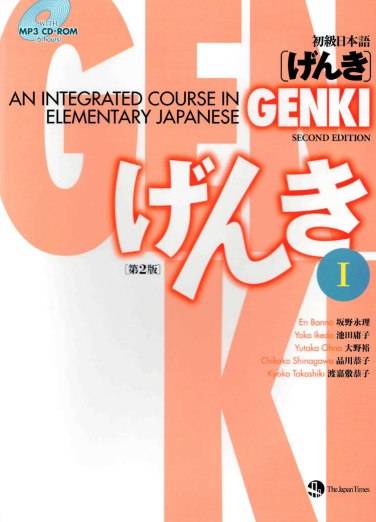 WITH
MP3 CD-ROM
(6 hours)
初級日本語
[げんき]
AN INTEGRATED COURSE IN
ELEMENTARY JAPANESE
GENKI
SECOND EDITION
GENKI
げんき
[第2版]
I
Eri Banno 坂野永理
Yoko Ikeda 池田庸子
Yutaka Ohno 大野裕
Chikako Shinagawa 品川恭子
Kyoko Tokashiki 渡嘉敷恭子
The Japan Times